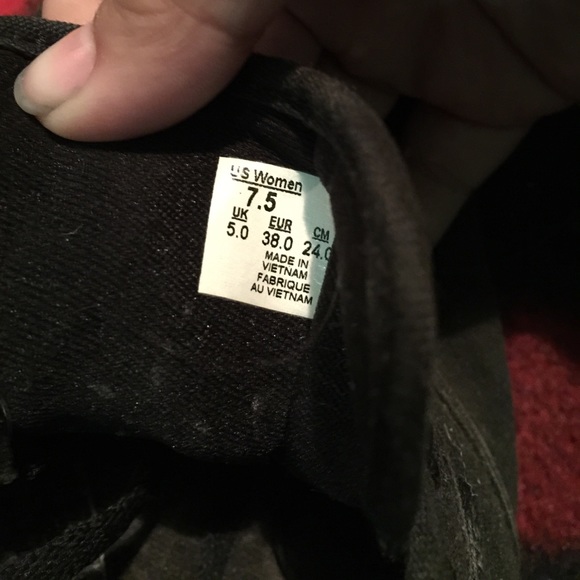 US Women
7.5
UK EUR CM
5.0 38.0 24.0
MADE IN
VIETNAM
FABRIQUE
AU VIETNAM